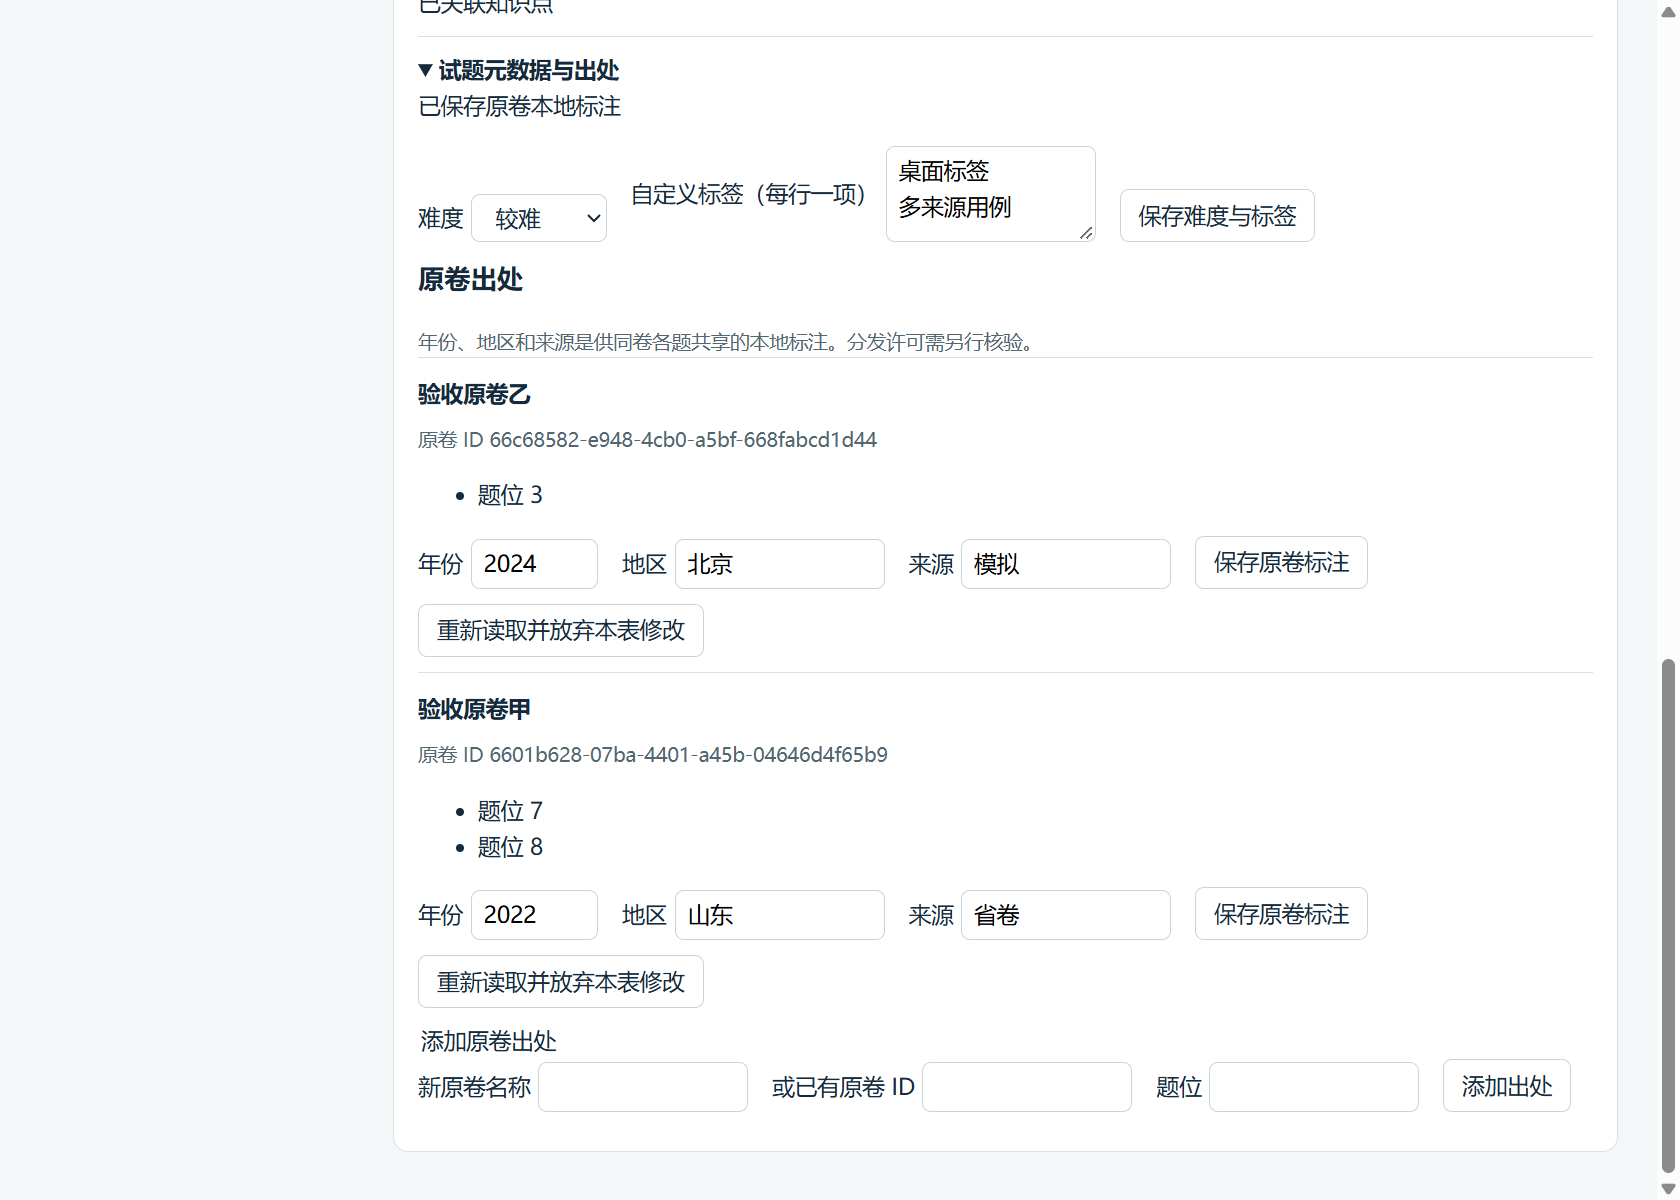 已关联知识点
试题元数据与出处
已保存原卷本地标注
难度 较难 自定义标签（每行一项） 桌面标签
多来源用例
保存难度与标签
原卷出处
年份、地区和来源是供同卷各题共享的本地标注。分发许可需另行核验。
验收原卷乙
原卷 ID 66c68582-e948-4cb0-a5bf-668fabcd1d44
题位 3
年份 2024 地区 北京 来源 模拟 保存原卷标注
重新读取并放弃本表修改
验收原卷甲
原卷 ID 6601b628-07ba-4401-a45b-04646d4f65b9
题位 7
题位 8
年份 2022 地区 山东 来源 省卷 保存原卷标注
重新读取并放弃本表修改
添加原卷出处
新原卷名称 或已有原卷 ID 题位 添加出处